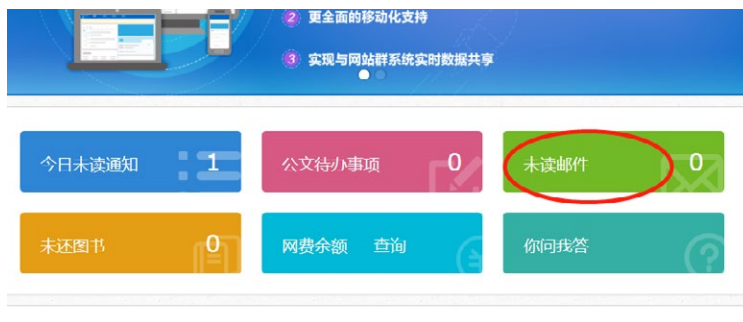 2 更全面的移动化支持
3 实现与网站群系统实时数据共享
今日未读通知 1
公文待办事项 0
未读邮件 0
未还图书 0
网费余额 查询
你问我答